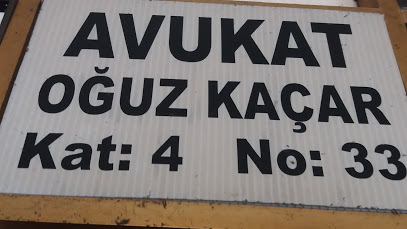 AVUKAT
OĞUZ KAÇAR
Kat: 4 No: 33